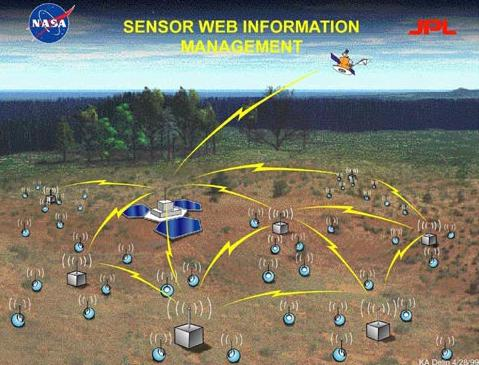 NASA
SENSOR WEB INFORMATION
MANAGEMENT
JPL
KA Delin 4/28/99